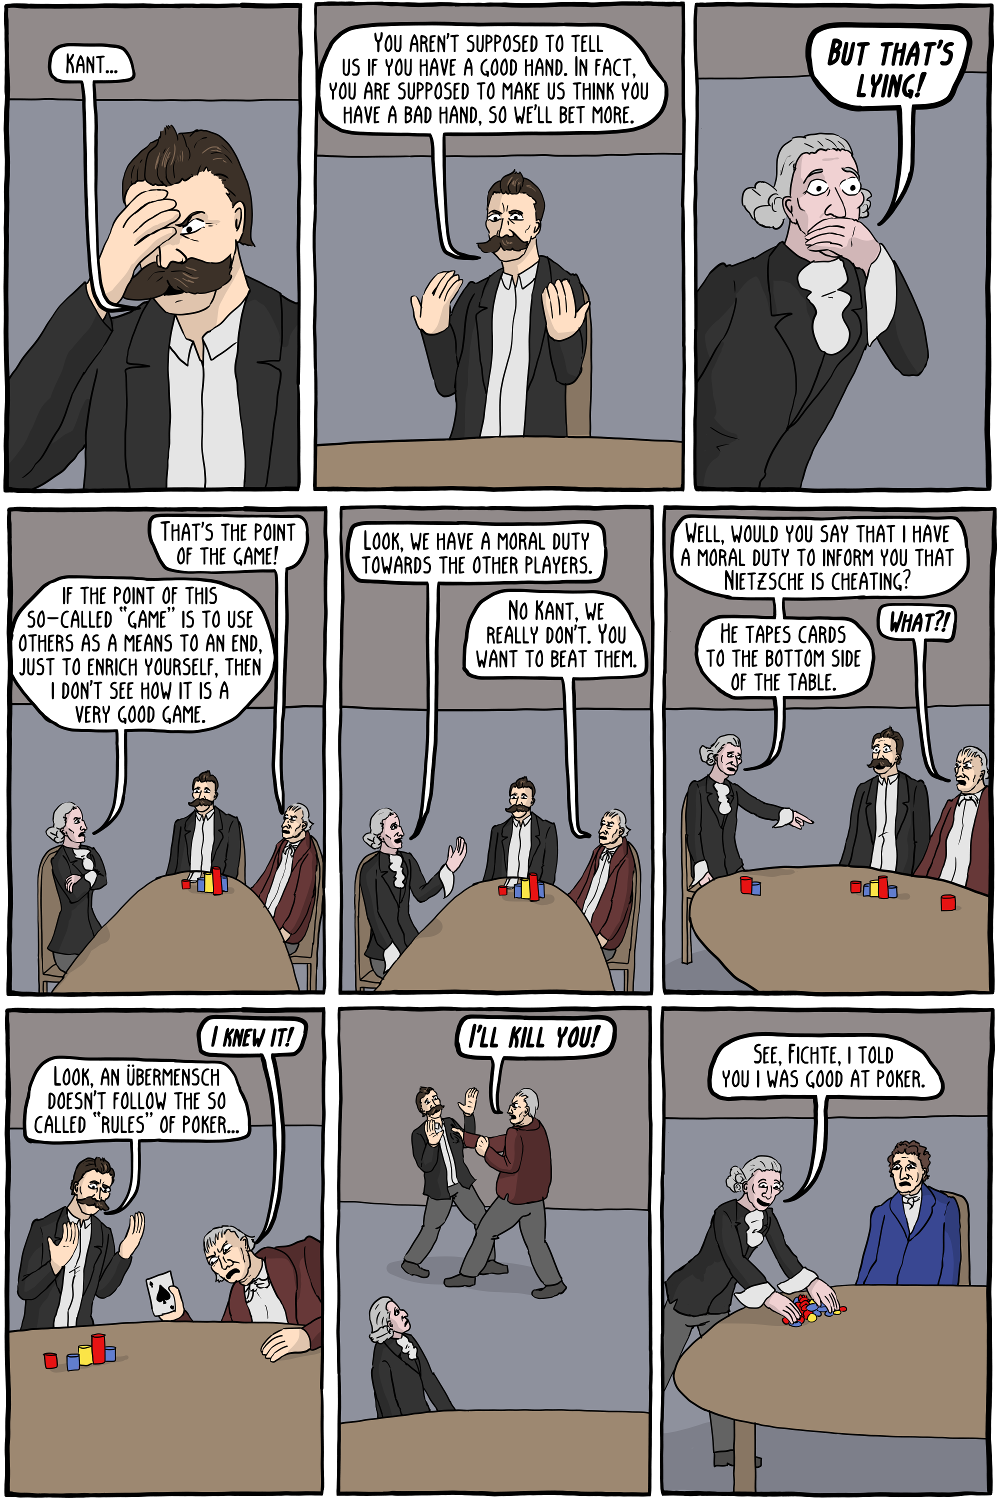 KANT...
YOU AREN'T SUPPOSED TO TELL
US IF YOU HAVE A GOOD HAND. IN FACT,
YOU ARE SUPPOSED TO MAKE US THINK YOU
HAVE A BAD HAND, SO WE'LL BET MORE.
BUT THAT'S
LYING!
THAT'S THE POINT
OF THE GAME!
IF THE POINT OF THIS
SO-CALLED "GAME" IS TO USE
OTHERS AS A MEANS TO AN END,
JUST TO ENRICH YOURSELF, THEN
I DON'T SEE HOW IT IS A
VERY GOOD GAME.
LOOK, WE HAVE A MORAL DUTY
TOWARDS THE OTHER PLAYERS.
NO KANT, WE
REALLY DON'T. YOU
WANT TO BEAT THEM.
WELL, WOULD YOU SAY THAT I HAVE
A MORAL DUTY TO INFORM YOU THAT
NIETZSCHE IS CHEATING?
HE TAPES CARDS
TO THE BOTTOM SIDE
OF THE TABLE.
WHAT?!
I KNEW IT!
LOOK, AN ÜBERMENSCH
DOESN'T FOLLOW THE SO
CALLED "RULES" OF POKER...
I'LL KILL YOU!
SEE, FICHTE, I TOLD
YOU I WAS GOOD AT POKER.